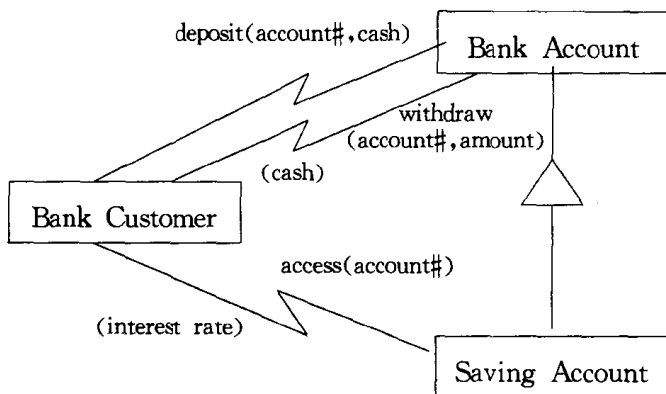 deposit(account#,cash)
Bank Account
withdraw
(account#,amount)
(cash)
Bank Customer
access(account#)
(interest rate)
Saving Account